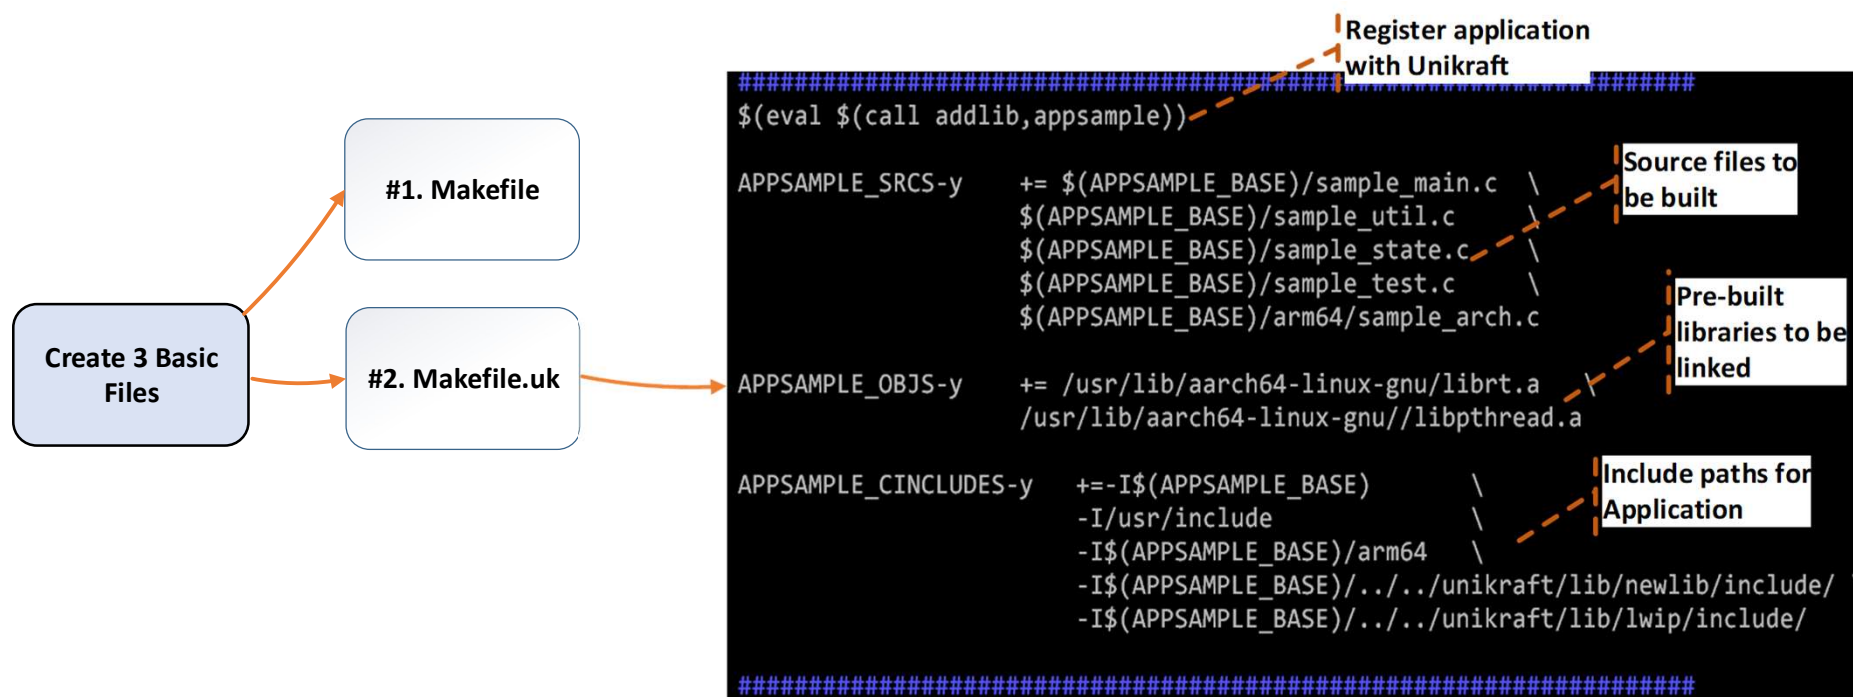 Register application
with Unikraft
####################################################################
$(eval $(call addlib,appsample))
#1. Makefile
Source files to
be built
APPSAMPLE_SRCS-y += $(APPSAMPLE_BASE)/sample_main.c \
$(APPSAMPLE_BASE)/sample_util.c \
$(APPSAMPLE_BASE)/sample_state.c \
$(APPSAMPLE_BASE)/sample_test.c \
$(APPSAMPLE_BASE)/arm64/sample_arch.c
Pre-built
libraries to be
linked
Create 3 Basic
Files
#2. Makefile.uk
APPSAMPLE_OBJS-y += /usr/lib/aarch64-linux-gnu/librt.a \
/usr/lib/aarch64-linux-gnu//libpthread.a
Include paths for
Application
APPSAMPLE_CINCLUDES-y +=-I$(APPSAMPLE_BASE) \
-I/usr/include \
-I$(APPSAMPLE_BASE)/arm64 \
-I$(APPSAMPLE_BASE)/../../unikraft/lib/newlib/include/
-I$(APPSAMPLE_BASE)/../../unikraft/lib/lwip/include/
####################################################################